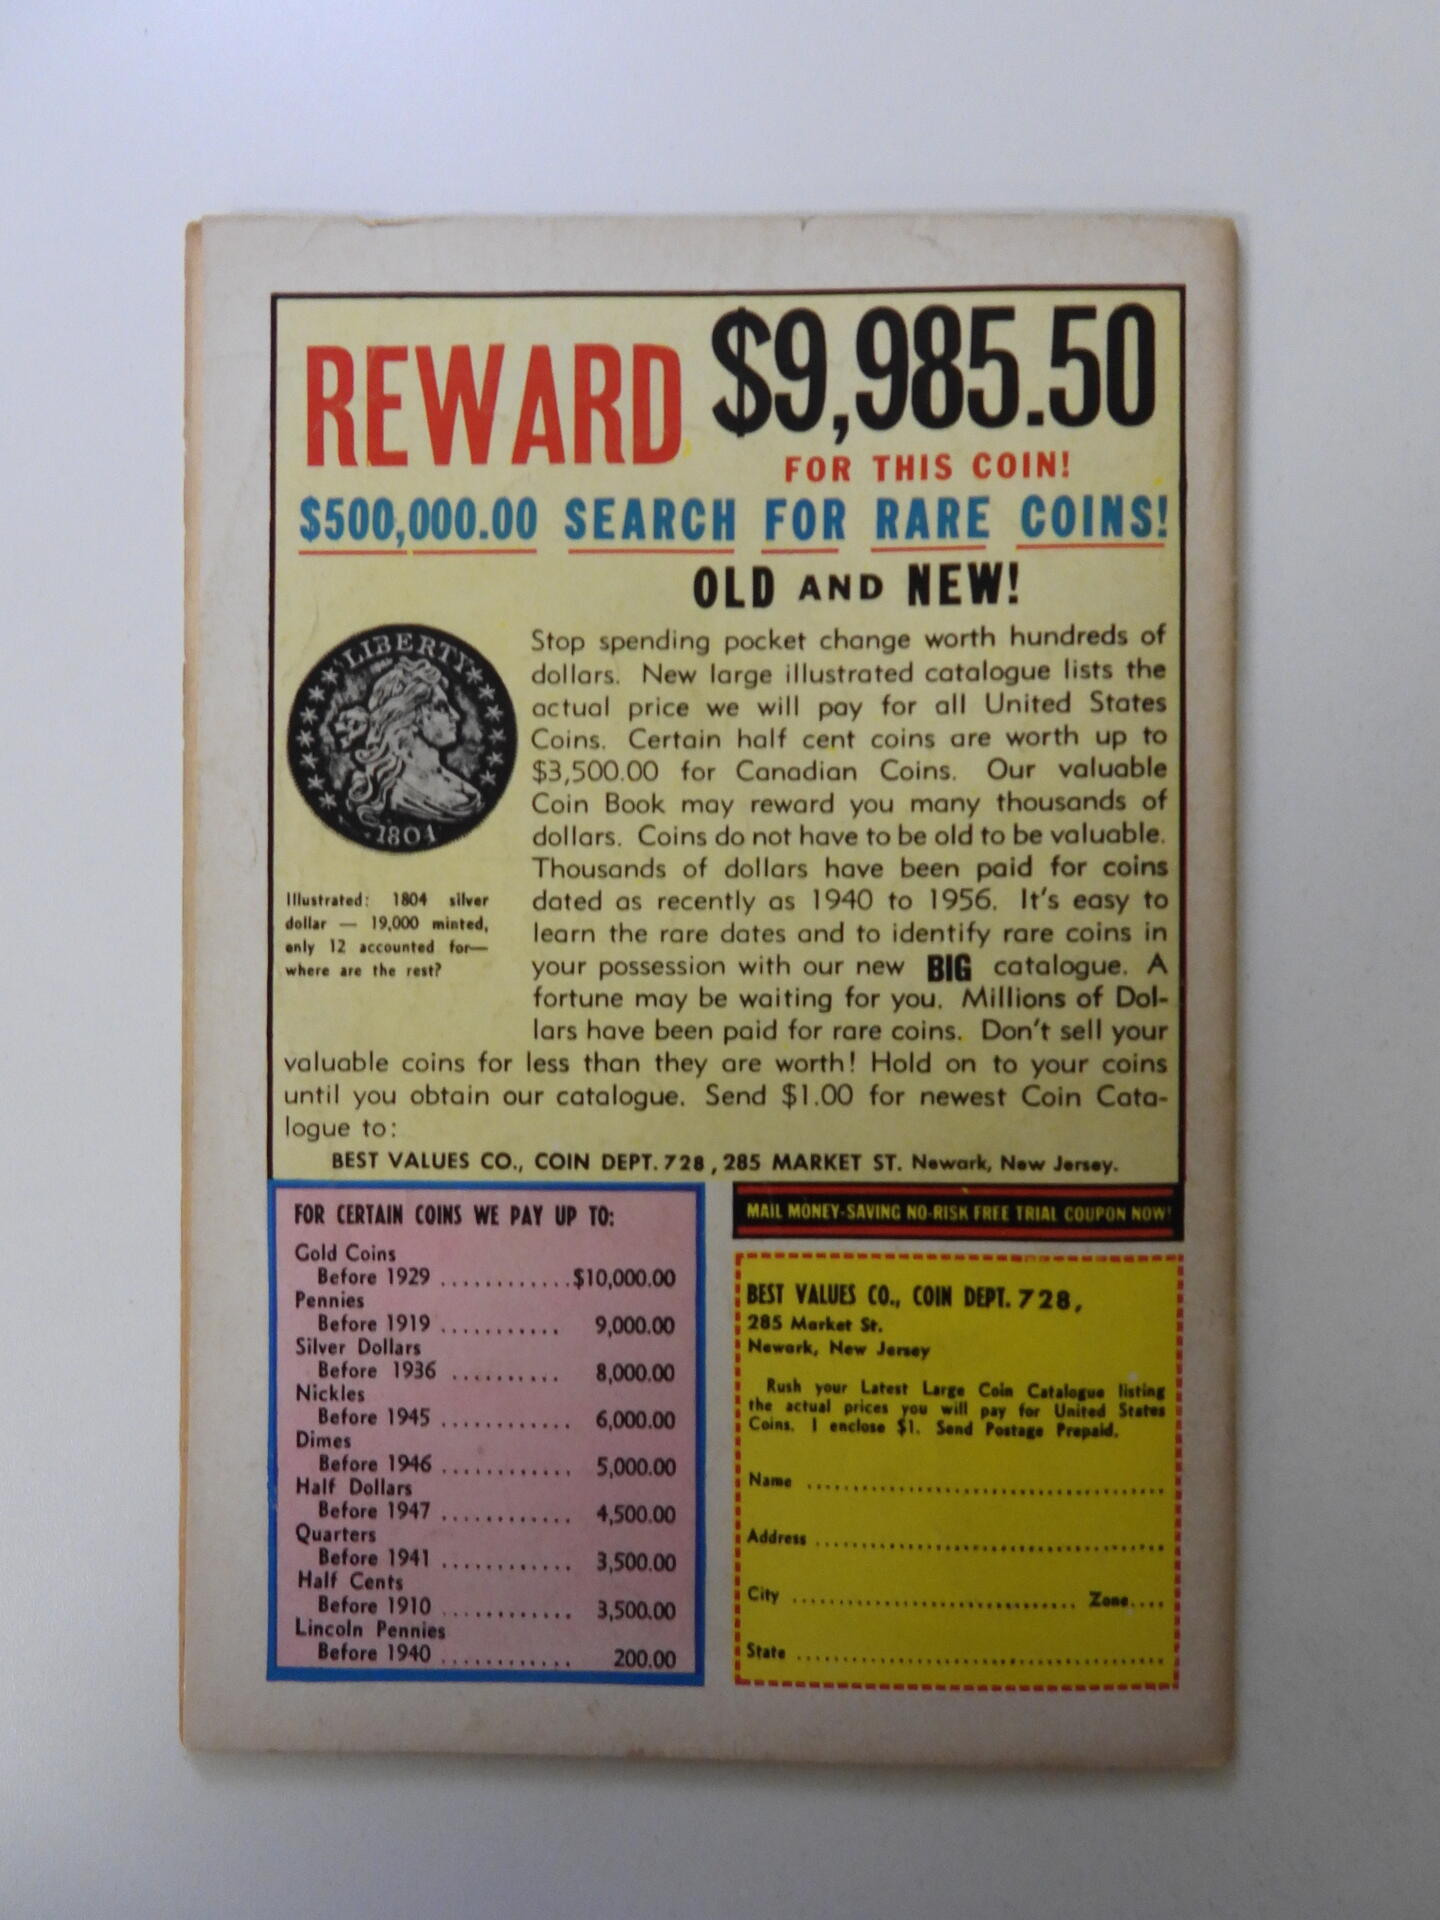 REWARD $9,985.50
FOR THIS COIN!
$500,000.00 SEARCH FOR RARE COINS!
OLD AND NEW!
LIBERTY
1804
Illustrated: 1804 silver
dollar — 19,000 minted,
only 12 accounted for—
where are the rest?
Stop spending pocket change worth hundreds of
dollars. New large illustrated catalogue lists the
actual price we will pay for all United States
Coins. Certain half cent coins are worth up to
$3,500.00 for Canadian Coins. Our valuable
Coin Book may reward you many thousands of
dollars. Coins do not have to be old to be valuable.
Thousands of dollars have been paid for coins
dated as recently as 1940 to 1956. It's easy to
learn the rare dates and to identify rare coins in
your possession with our new BIG catalogue. A
fortune may be waiting for you. Millions of Dol-
lars have been paid for rare coins. Don't sell your
valuable coins for less than they are worth! Hold on to your coins
until you obtain our catalogue. Send $1.00 for newest Coin Cata-
logue to:
BEST VALUES CO., COIN DEPT. 728, 285 MARKET ST. Newark, New Jersey.
FOR CERTAIN COINS WE PAY UP TO:
Gold Coins
Before 1929 ............$10,000.00
Pennies
Before 1919 ........... 9,000.00
Silver Dollars
Before 1936 .......... 8,000.00
Nickles
Before 1945 ............ 6,000.00
Dimes
Before 1946 ............ 5,000.00
Half Dollars
Before 1947 ............ 4,500.00
Quarters
Before 1941 ............ 3,500.00
Half Cents
Before 1910 ............ 3,500.00
Lincoln Pennies
Before 1940 ............ 200.00
MAIL MONEY-SAVING NO-RISK FREE TRIAL COUPON NOW!
BEST VALUES CO., COIN DEPT. 728,
285 Market St.
Newark, New Jersey
Rush your Latest Large Coin Catalogue listing
the actual prices you will pay for United States
Coins. I enclose $1. Send Postage Prepaid.
Name ........................................
Address .......................................
City ................................ Zone....
State .........................................